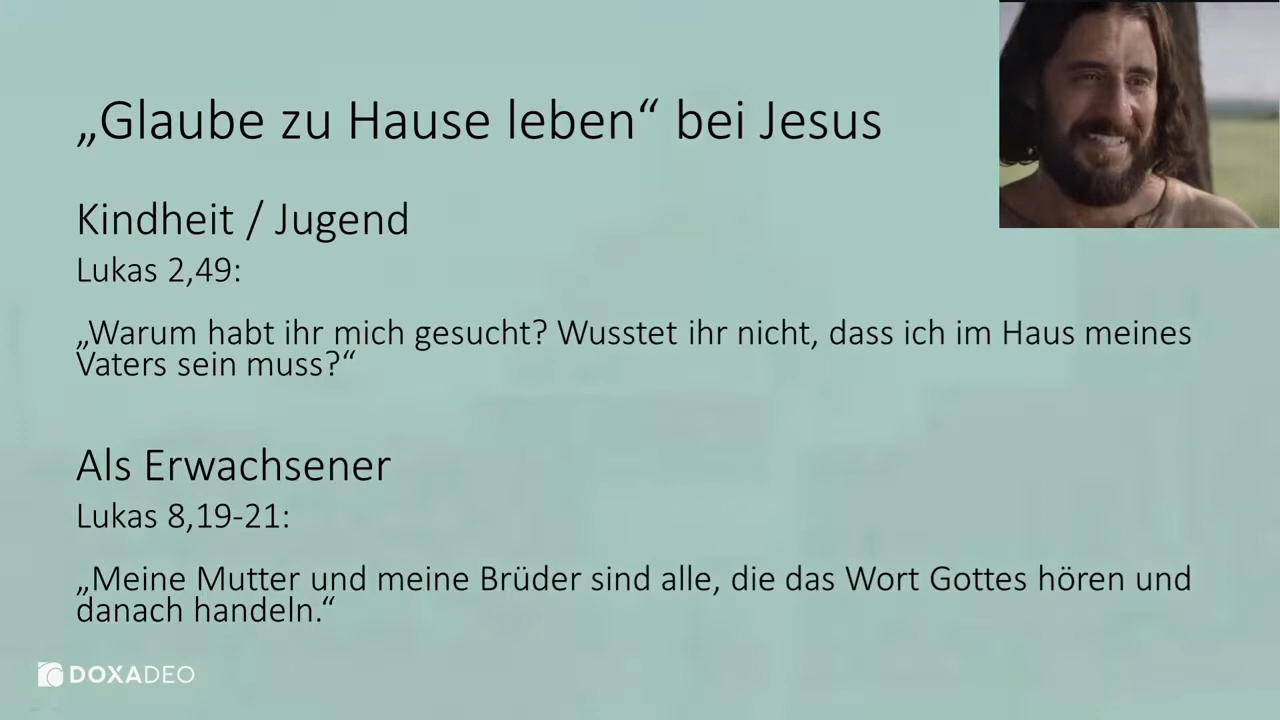 „Glaube zu Hause leben“ bei Jesus
Kindheit / Jugend
Lukas 2,49:
„Warum habt ihr mich gesucht? Wusstet ihr nicht, dass ich im Haus meines
Vaters sein muss?“
Als Erwachsener
Lukas 8,19-21:
„Meine Mutter und meine Brüder sind alle, die das Wort Gottes hören und
danach handeln.“
DOXADEO